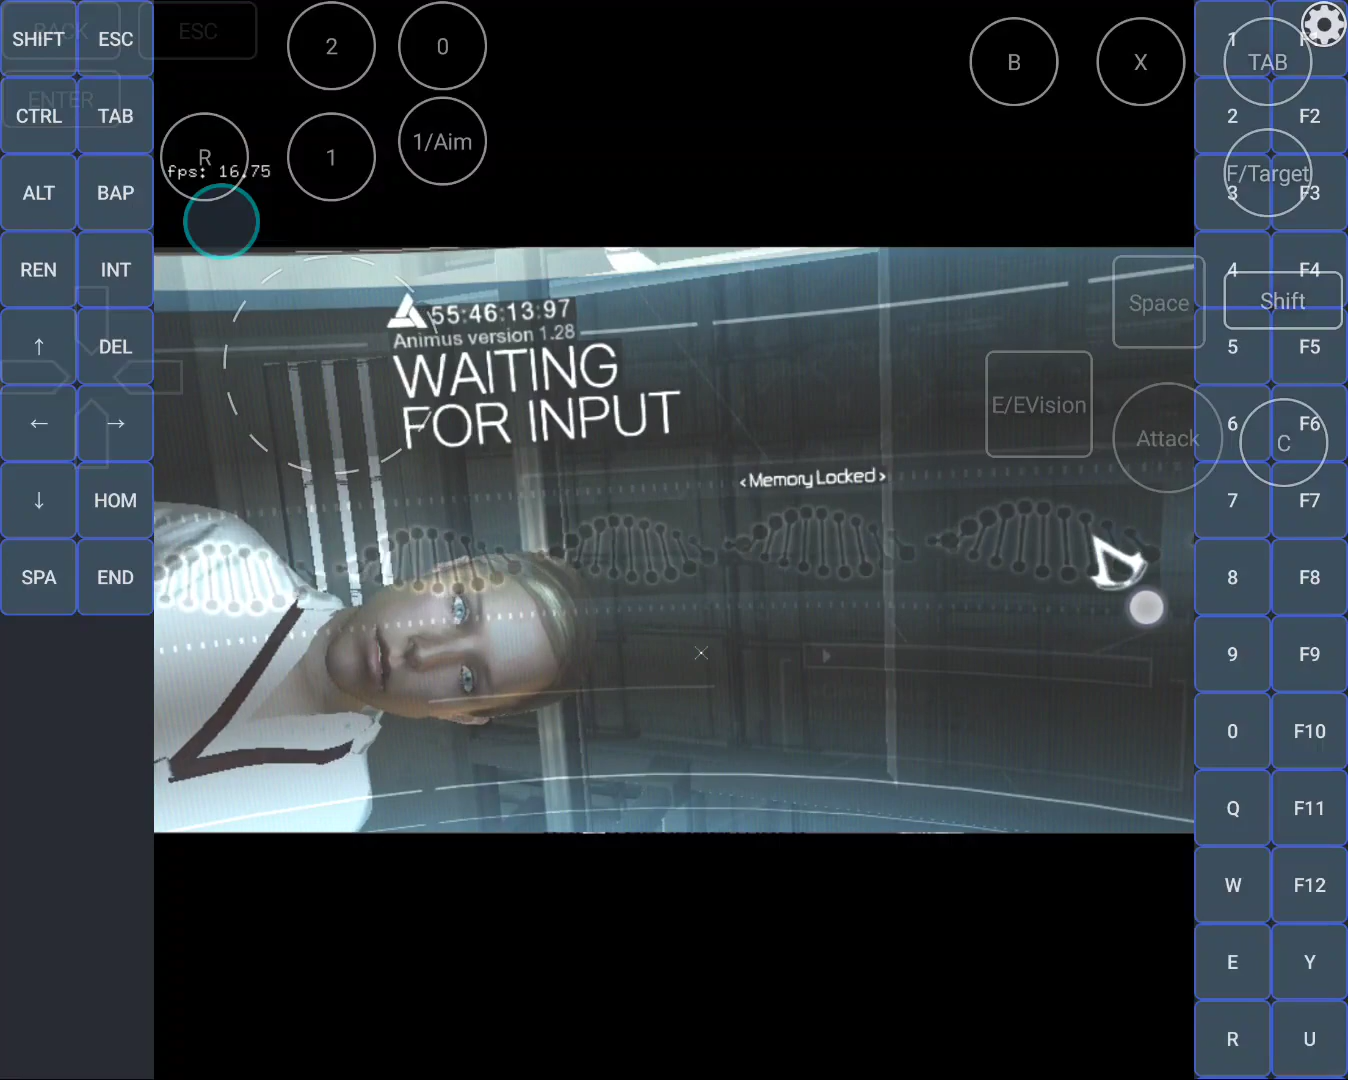 SHIFT
ESC
BACK
ESC
2
0
B
X
1
F
TAB
CTRL
TAB
ENTER
R
1
1/Aim
fps: 16.75
2
F2
F/Target
3
F3
ALT
BAP
REN
INT
4
F4
Space
Shift
55:46:13:97
Animus version 1.28
WAITING
FOR INPUT
↑
DEL
5
F5
E/EVision
←
→
Attack
6
F6
C
‹Memory Locked›
↓
HOM
7
F7
SPA
END
8
F8
9
F9
0
F10
Q
F11
W
F12
E
Y
R
U